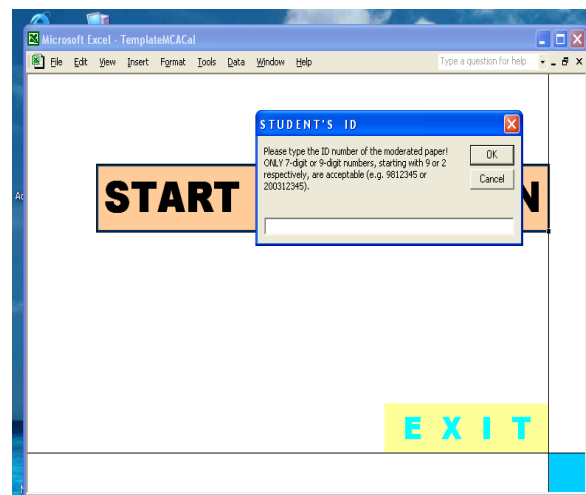 Microsoft Excel - TemplateMCACal
File Edit View Insert Format Tools Data Window Help Type a question for help
STUDENT'S ID
Please type the ID number of the moderated paper!
ONLY 7-digit or 9-digit numbers, starting with 9 or 2
respectively, are acceptable (e.g. 9812345 or
200312345).
OK
Cancel
START N
EXIT